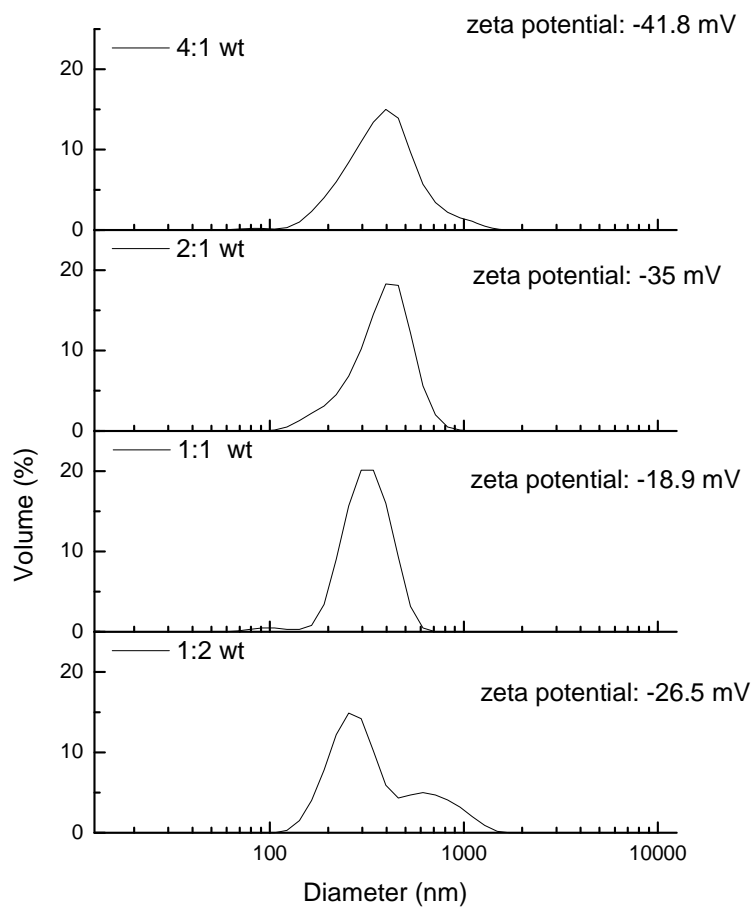 zeta potential: -41.8 mV
4:1 wt
20
10
0
2:1 wt
zeta potential: -35 mV
20
10
0
1:1 wt
zeta potential: -18.9 mV
20
10
0
1:2 wt
zeta potential: -26.5 mV
20
10
0
Volume (%)
100 1000 10000
Diameter (nm)